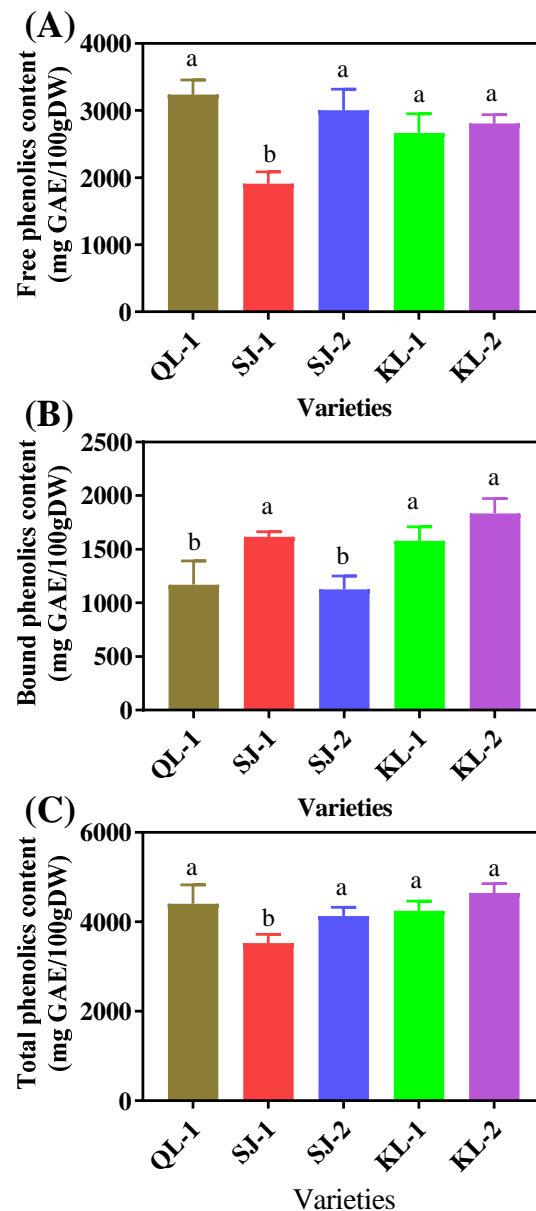 (A)
Free phenolics content
(mg GAE/100gDW)
4000
3000
2000
1000
0
a
b
a
a
a
QL-1
SJ-1
SJ-2
KL-1
KL-2
Varieties
(B)
Bound phenolics content
(mg GAE/100gDW)
2500
2000
1500
1000
500
0
b
a
b
a
a
QL-1
SJ-1
SJ-2
KL-1
KL-2
Varieties
(C)
Total phenolics content
(mg GAE/100gDW)
6000
4000
2000
0
a
b
a
a
a
QL-1
SJ-1
SJ-2
KL-1
KL-2
Varieties